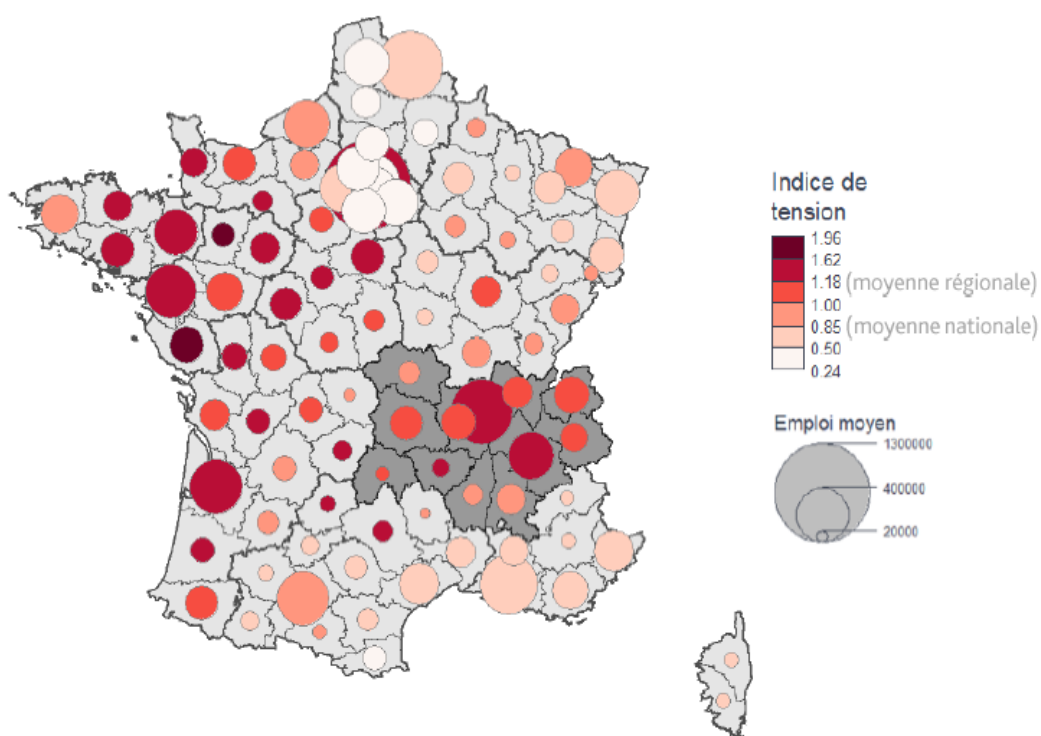 Indice de
tension
1.96
1.62
1.18 (moyenne régionale)
1.00
0.85 (moyenne nationale)
0.50
0.24
Emploi moyen
1300000
400000
20000